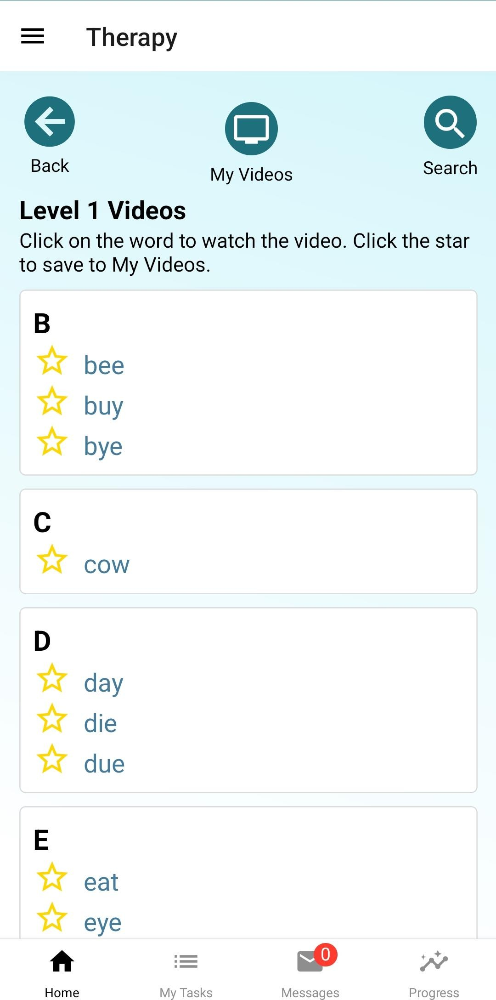 Therapy
Back
My Videos
Search
Level 1 Videos
Click on the word to watch the video. Click the star
to save to My Videos.
B
bee
buy
bye
C
cow
D
day
die
due
E
eat
eye
0
Home
My Tasks
Messages
Progress